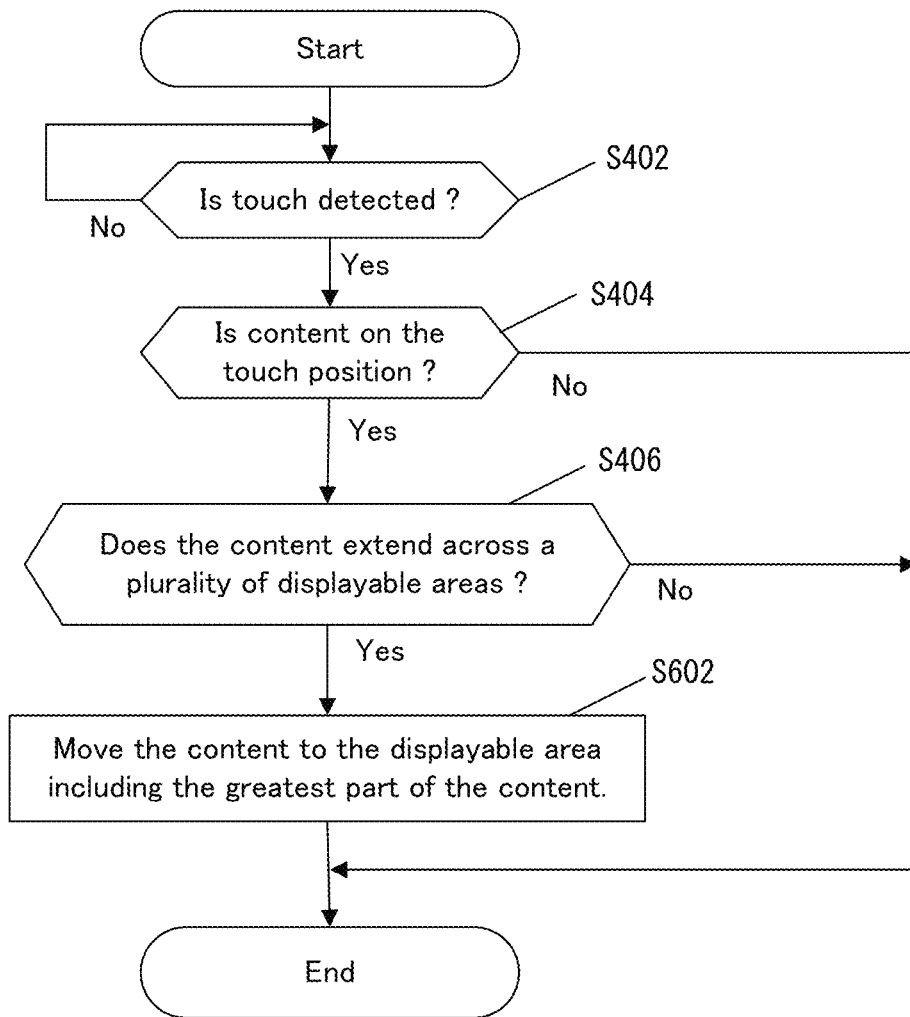 Start
S402
Is touch detected ?
No
Yes
S404
Is content on the
touch position ?
No
Yes
S406
Does the content extend across a
plurality of displayable areas ?
No
Yes
S602
Move the content to the displayable area
including the greatest part of the content.
End